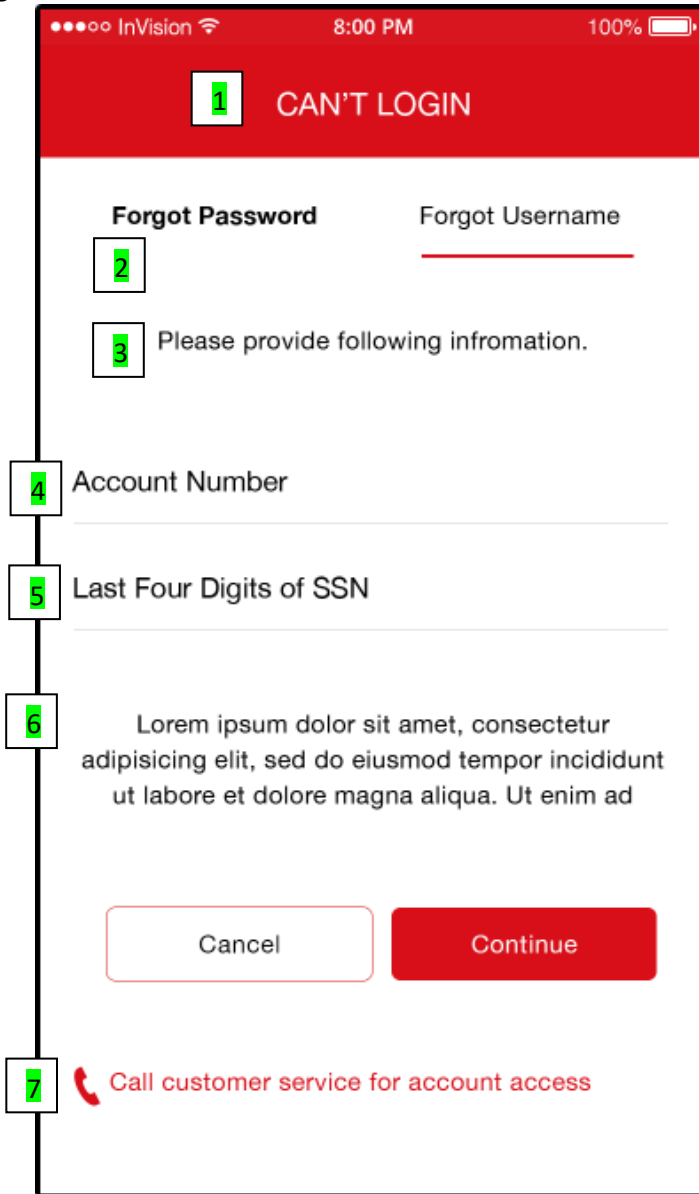 InVision 8:00 PM 100%
1 CAN'T LOGIN
Forgot Password Forgot Username
2
3 Please provide following infromation.
4 Account Number
5 Last Four Digits of SSN
6 Lorem ipsum dolor sit amet, consectetur
adipisicing elit, sed do eiusmod tempor incididunt
ut labore et dolore magna aliqua. Ut enim ad
Cancel Continue
7 Call customer service for account access